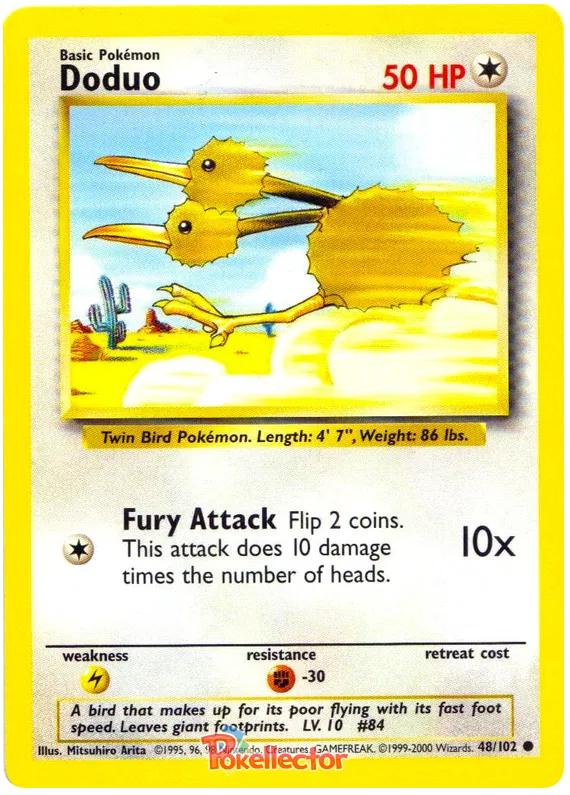 Basic Pokémon
Doduo 50 HP
Twin Bird Pokémon. Length: 4' 7", Weight: 86 lbs.
Fury Attack Flip 2 coins.
This attack does 10 damage
times the number of heads.
10x
weakness resistance retreat cost
-30
A bird that makes up for its poor flying with its fast foot
speed. Leaves giant footprints. LV. 10 #84
Illus. Mitsuhiro Arita ©1995, 96, 98 Nintendo, Creatures, GAMEFREAK. ©1999-2000 Wizards. 48/102
Pokellector